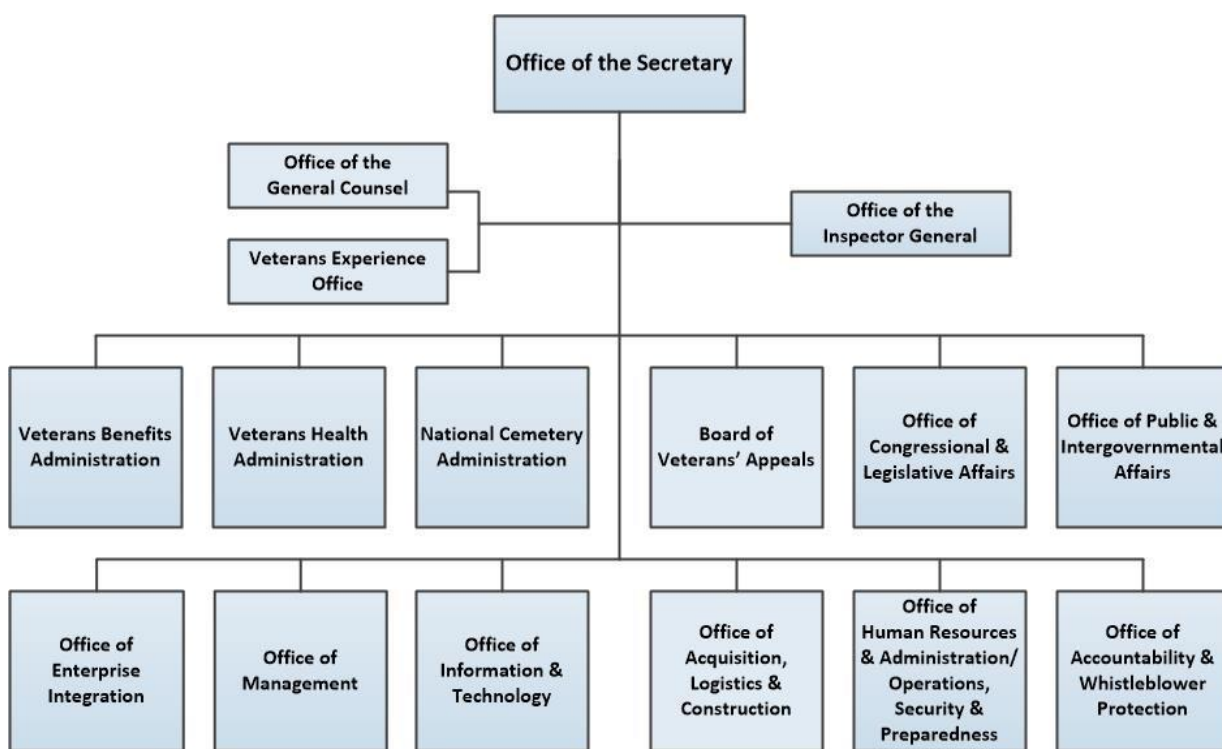 Office of the Secretary
Office of the
General Counsel
Veterans Experience
Office
Office of the
Inspector General
Veterans Benefits
Administration
Veterans Health
Administration
National Cemetery
Administration
Board of
Veterans' Appeals
Office of
Congressional &
Legislative Affairs
Office of Public &
Intergovernmental
Affairs
Office of
Enterprise
Integration
Office of
Management
Office of
Information &
Technology
Office of
Acquisition,
Logistics &
Construction
Office of
Human Resources
& Administration/
Operations,
Security &
Preparedness
Office of
Accountability &
Whistleblower
Protection